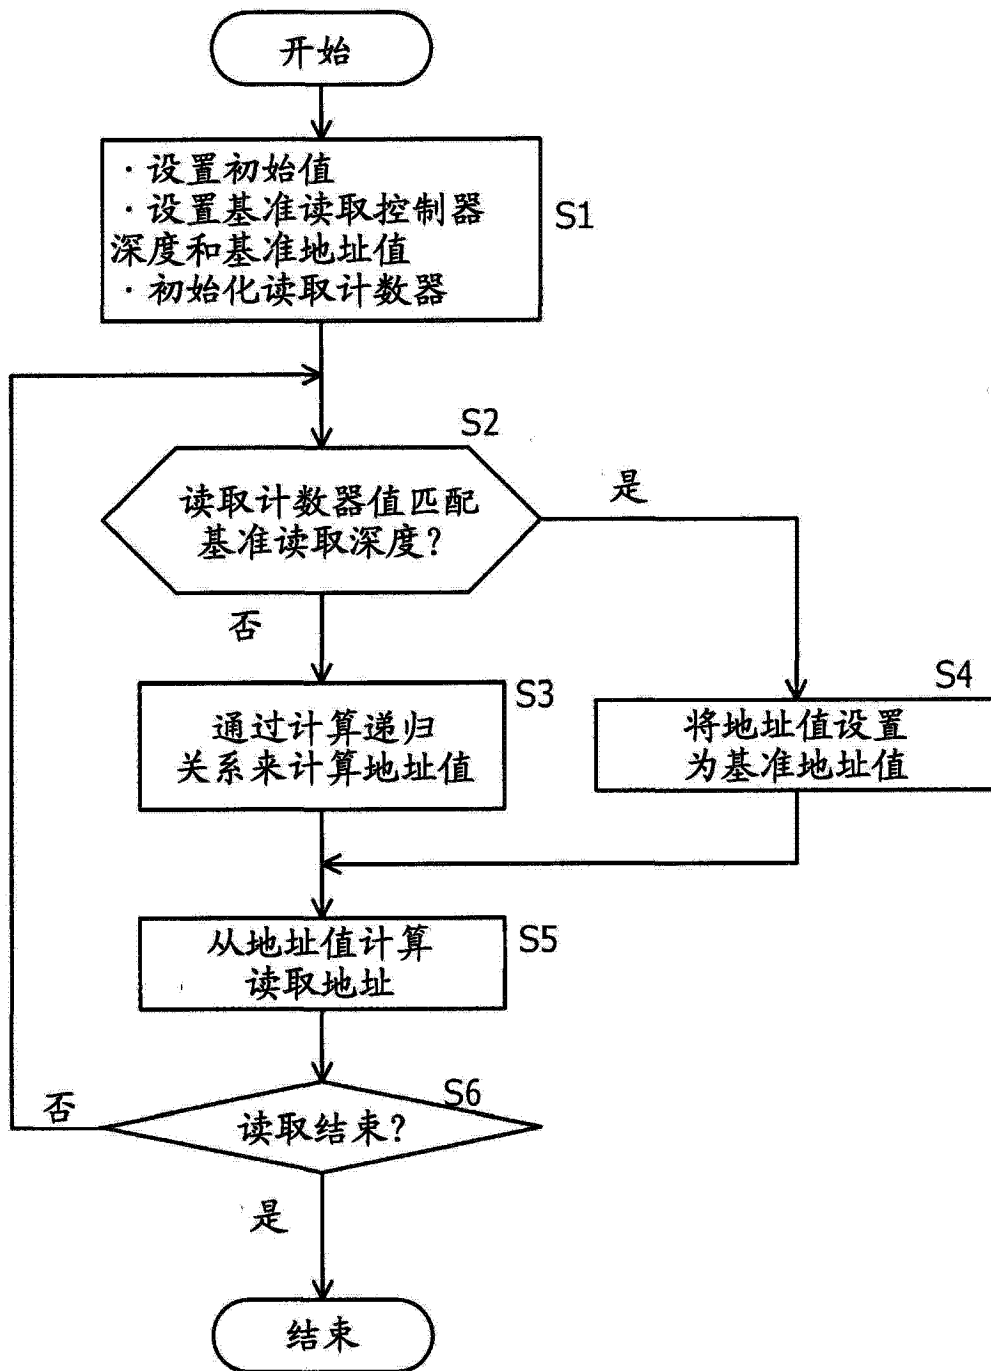 开始
·设置初始值
·设置基准读取控制器
深度和基准地址值
·初始化读取计数器
S1
S2
读取计数器值匹配
基准读取深度?
是
否
S3
通过计算递归
关系来计算地址值
S4
将地址值设置
为基准地址值
从地址值计算
读取地址
S5
S6
读取结束?
否
是
结束